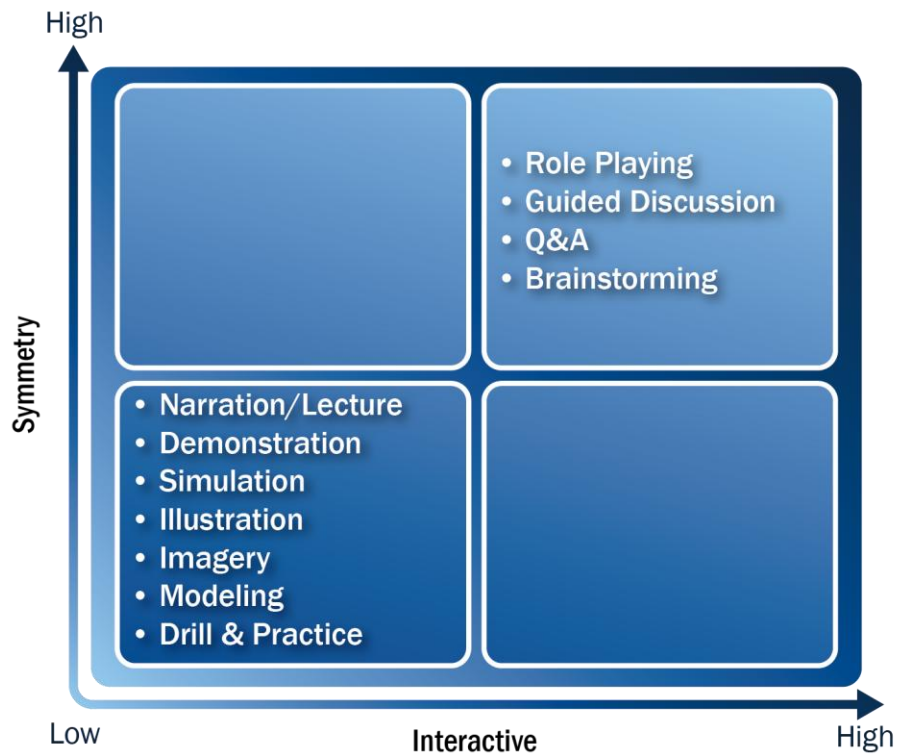 High
• Role Playing
• Guided Discussion
• Q&A
• Brainstorming
Symmetry
• Narration/Lecture
• Demonstration
• Simulation
• Illustration
• Imagery
• Modeling
• Drill & Practice
Low
Interactive
High